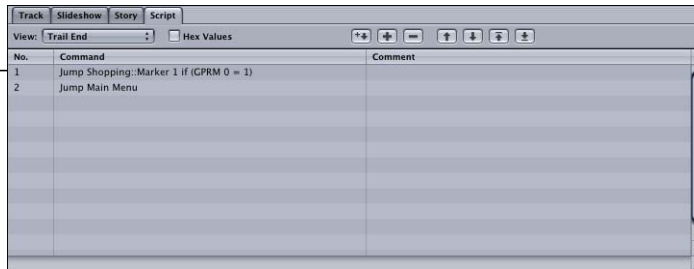 Track Slideshow Story Script
View: Trail End Hex Values
No. Command Comment
1 Jump Shopping::Marker 1 if (GPRM 0 = 1)
2 Jump Main Menu